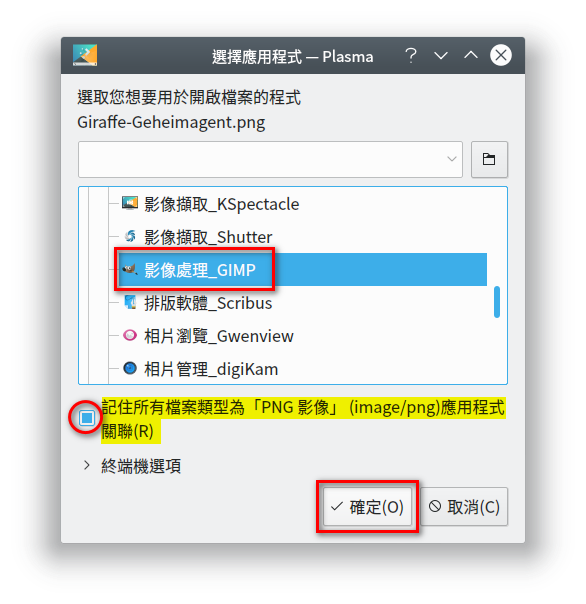 選擇應用程式 — Plasma
選取您想要用於開啟檔案的程式
Giraffe-Geheimagent.png
影像擷取_KSpectacle
影像擷取_Shutter
影像處理_GIMP
排版軟體_Scribus
相片瀏覽_Gwenview
相片管理_digiKam
記住所有檔案類型為「PNG 影像」 (image/png)應用程式
關聯(R)
終端機選項
確定(O) 取消(C)